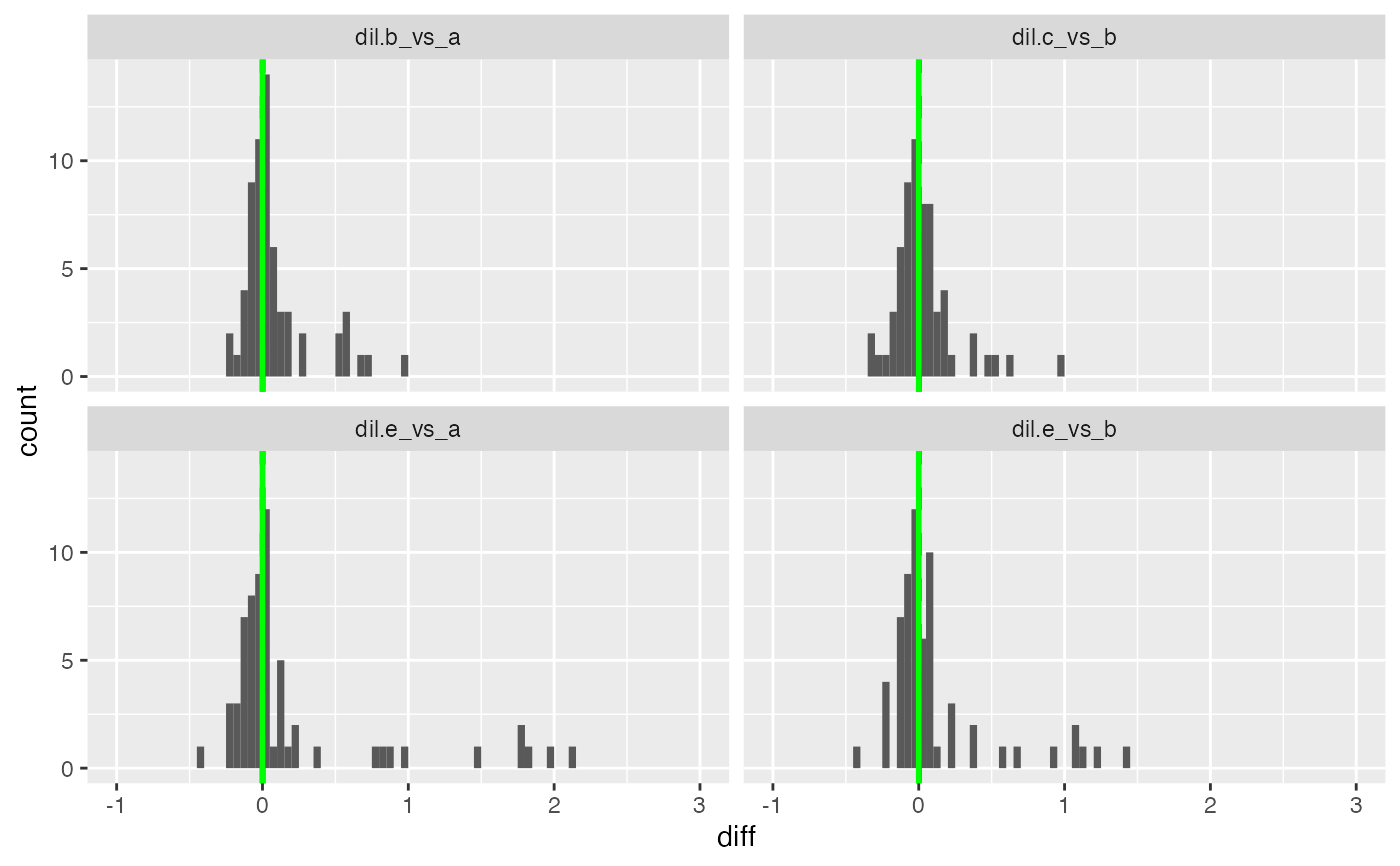 dil.b_vs_a
dil.c_vs_b
10
5
0
dil.e_vs_a
dil.e_vs_b
10
5
0
-1 0 1 2 3
-1 0 1 2 3
diff
count